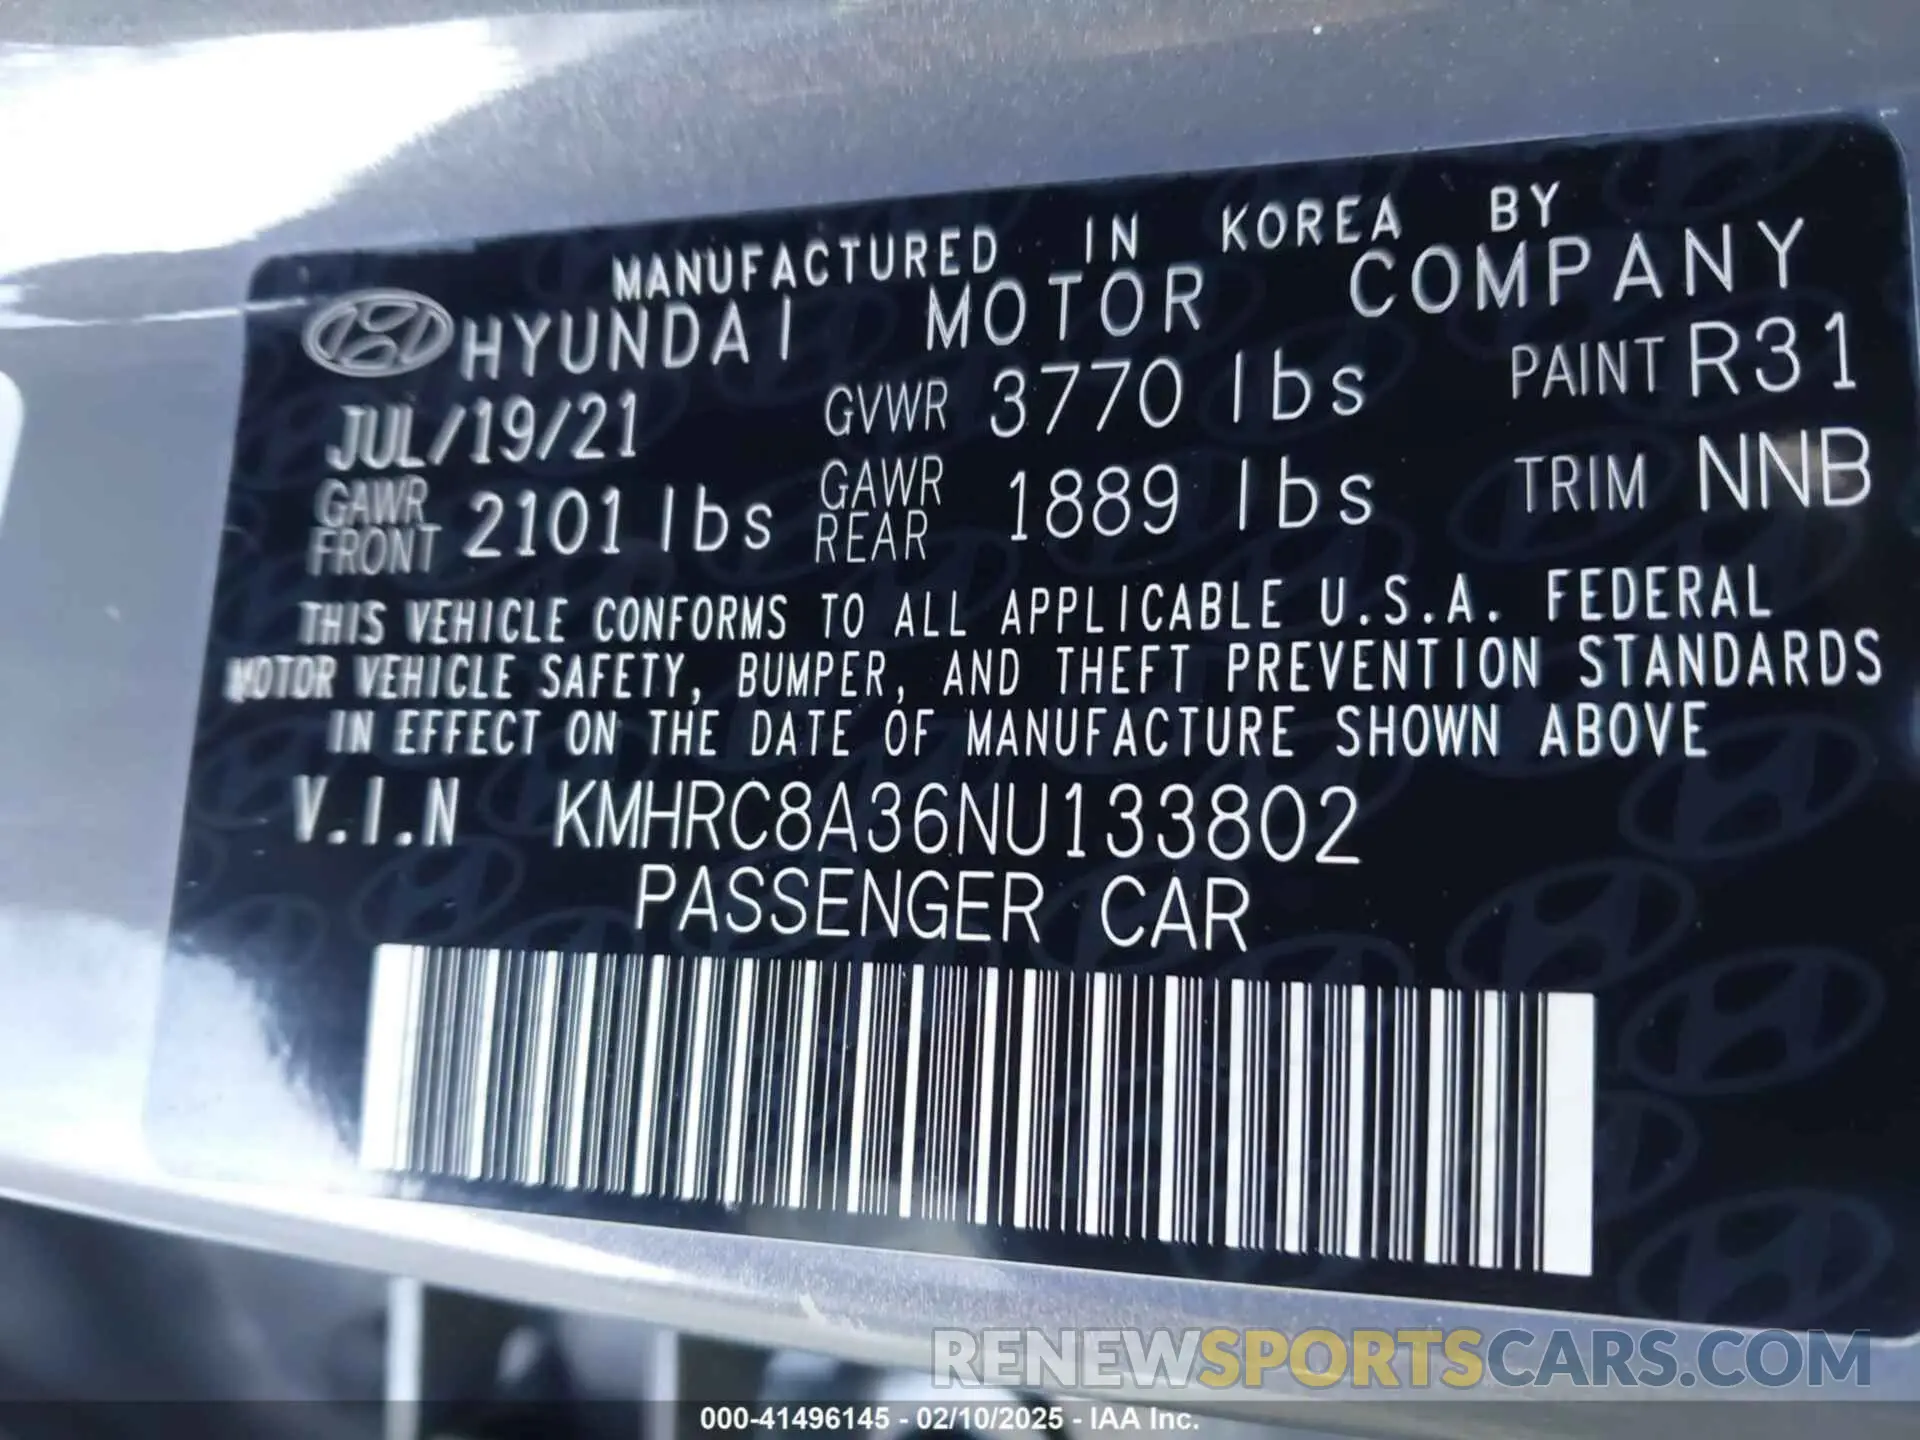 MANUFACTURED IN KOREA BY
HYUNDAI MOTOR COMPANY
JUL/19/21 GVWR 3770 lbs PAINT R31
GAWR FRONT 2101 lbs GAWR REAR 1889 lbs TRIM NNB
THIS VEHICLE CONFORMS TO ALL APPLICABLE U.S.A. FEDERAL
MOTOR VEHICLE SAFETY, BUMPER, AND THEFT PREVENTION STANDARDS
IN EFFECT ON THE DATE OF MANUFACTURE SHOWN ABOVE
V.I.N KMHRC8A36NU133802
PASSENGER CAR
RENEWSPORTSCARS.COM
000-41496145 - 02/10/2025 - IAA Inc.